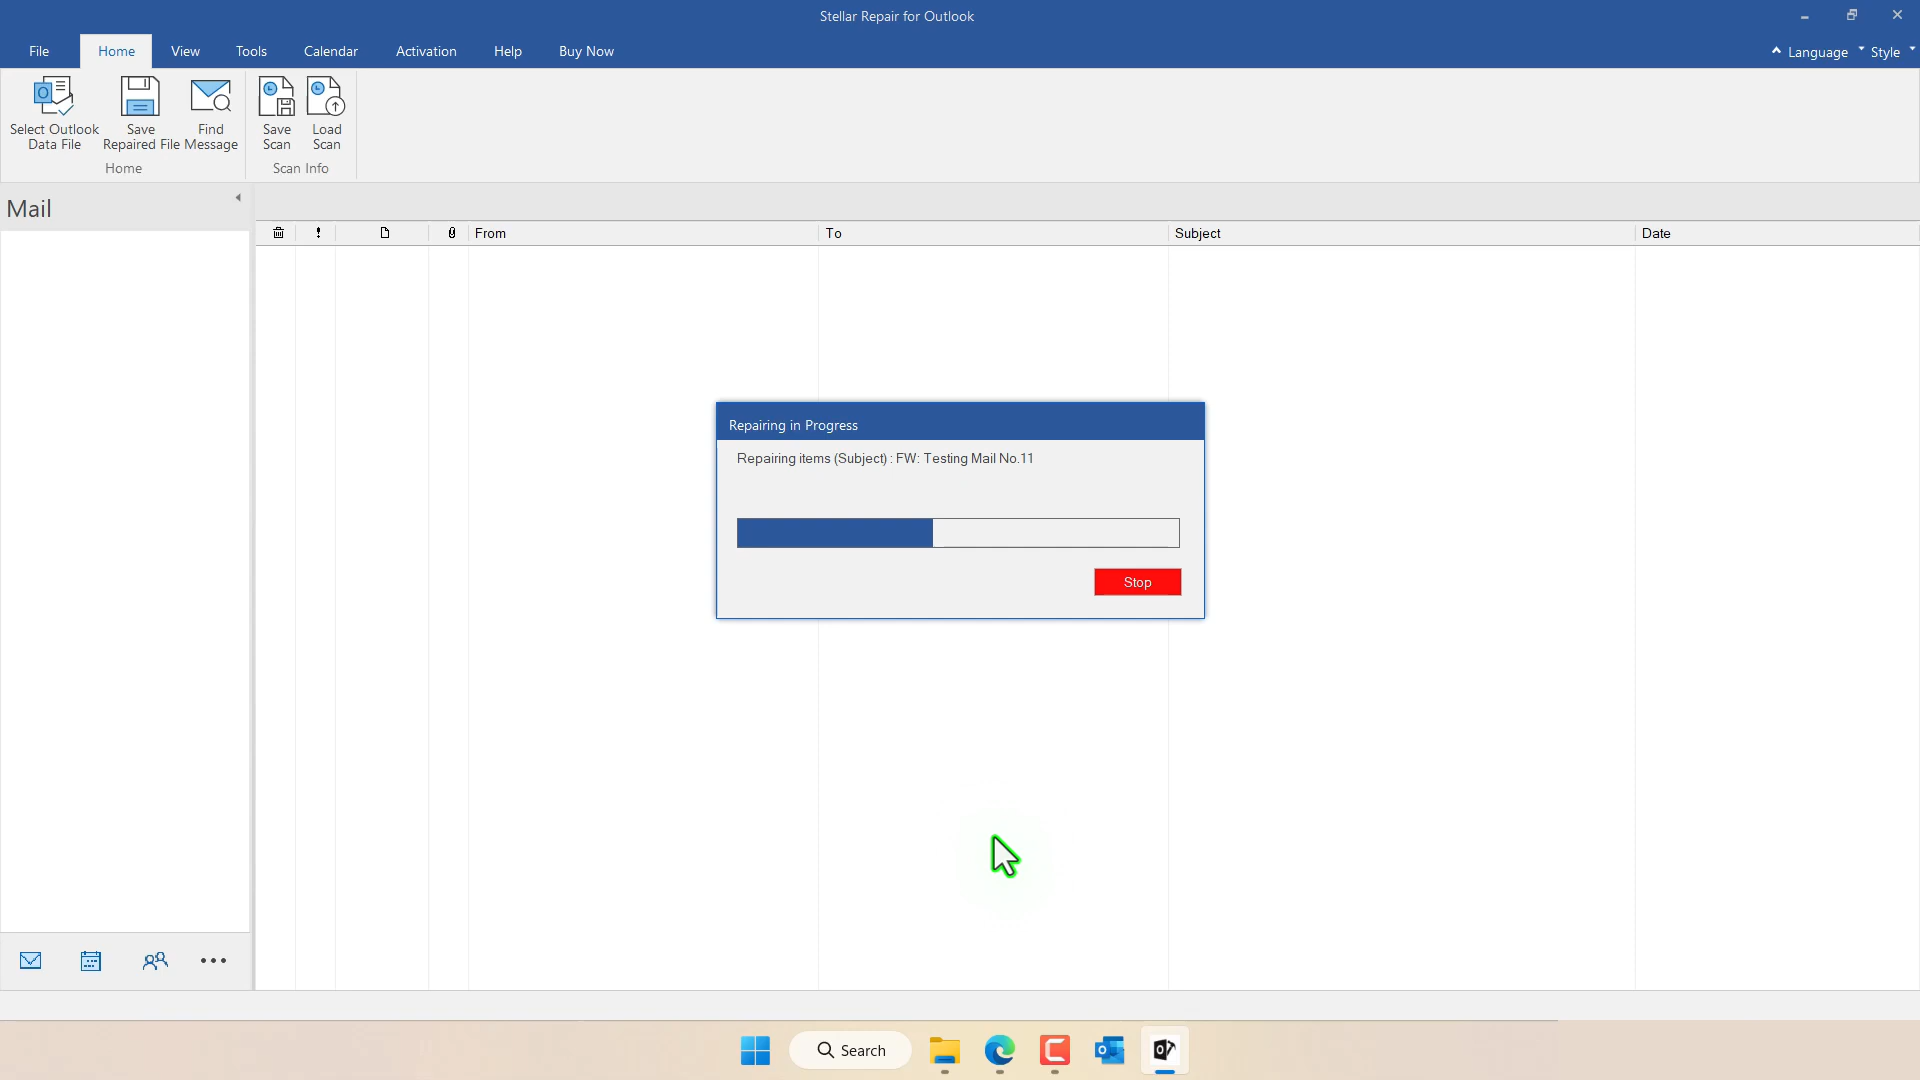 Stellar Repair for Outlook
File Home View Tools Calendar Activation Help Buy Now Language Style
Select Outlook Data File
Save Repaired File
Find Message
Save Scan
Load Scan
Home
Scan Info
Mail
From To Subject Date
Repairing in Progress
Repairing items (Subject) : FW: Testing Mail No.11
Stop
Search